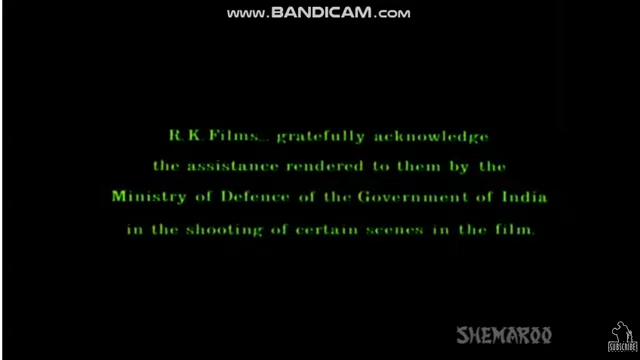 www.BANDICAM.com
R.K.Films... gratefully acknowledge
the assistance rendered to them by the
Ministry of Defence of the Government of India
in the shooting of certain scenes in the film.
SHEMAROO
SUBSCRIBE